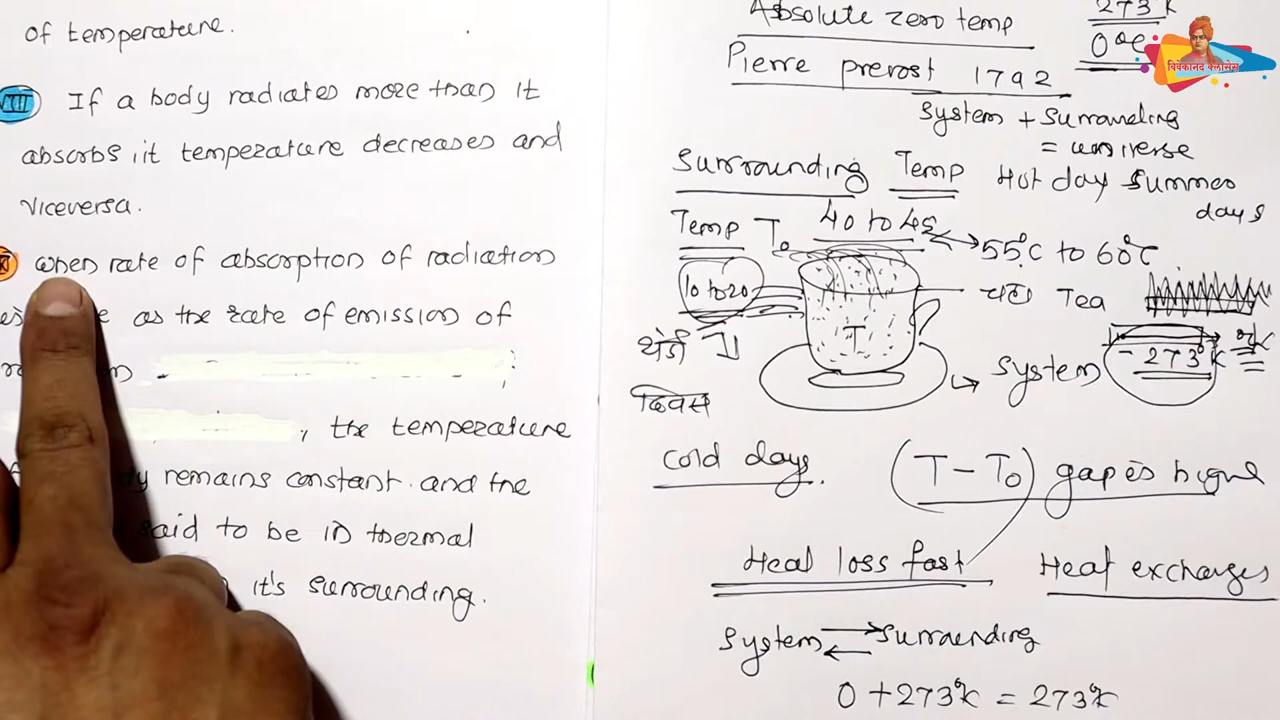 of temperature.
VIII If a body radiates more than it
absorbs, it temperature decreases and
viceversa.
when rate of absorption of radiation
as the rate of emission of
, the temperature
remains constant. and the
said to be in thermal
it's surrounding.
Absolute zero temp
273°k
0°c
Pierre prevost 1792
विवेकानंद क्लासेस
System + Surrounding
= universe
Surrounding Temp Hot day Summer
days
Temp T₀ 40 to 45
55°C to 60°C
10 to 20
चहा Tea
थंडी
T
System
- 273°k
0°k
दिवस
cold days. (T - T₀) gap is highe
Heat loss fast Heat exchanges
System Surrounding
0 + 273°k = 273°k